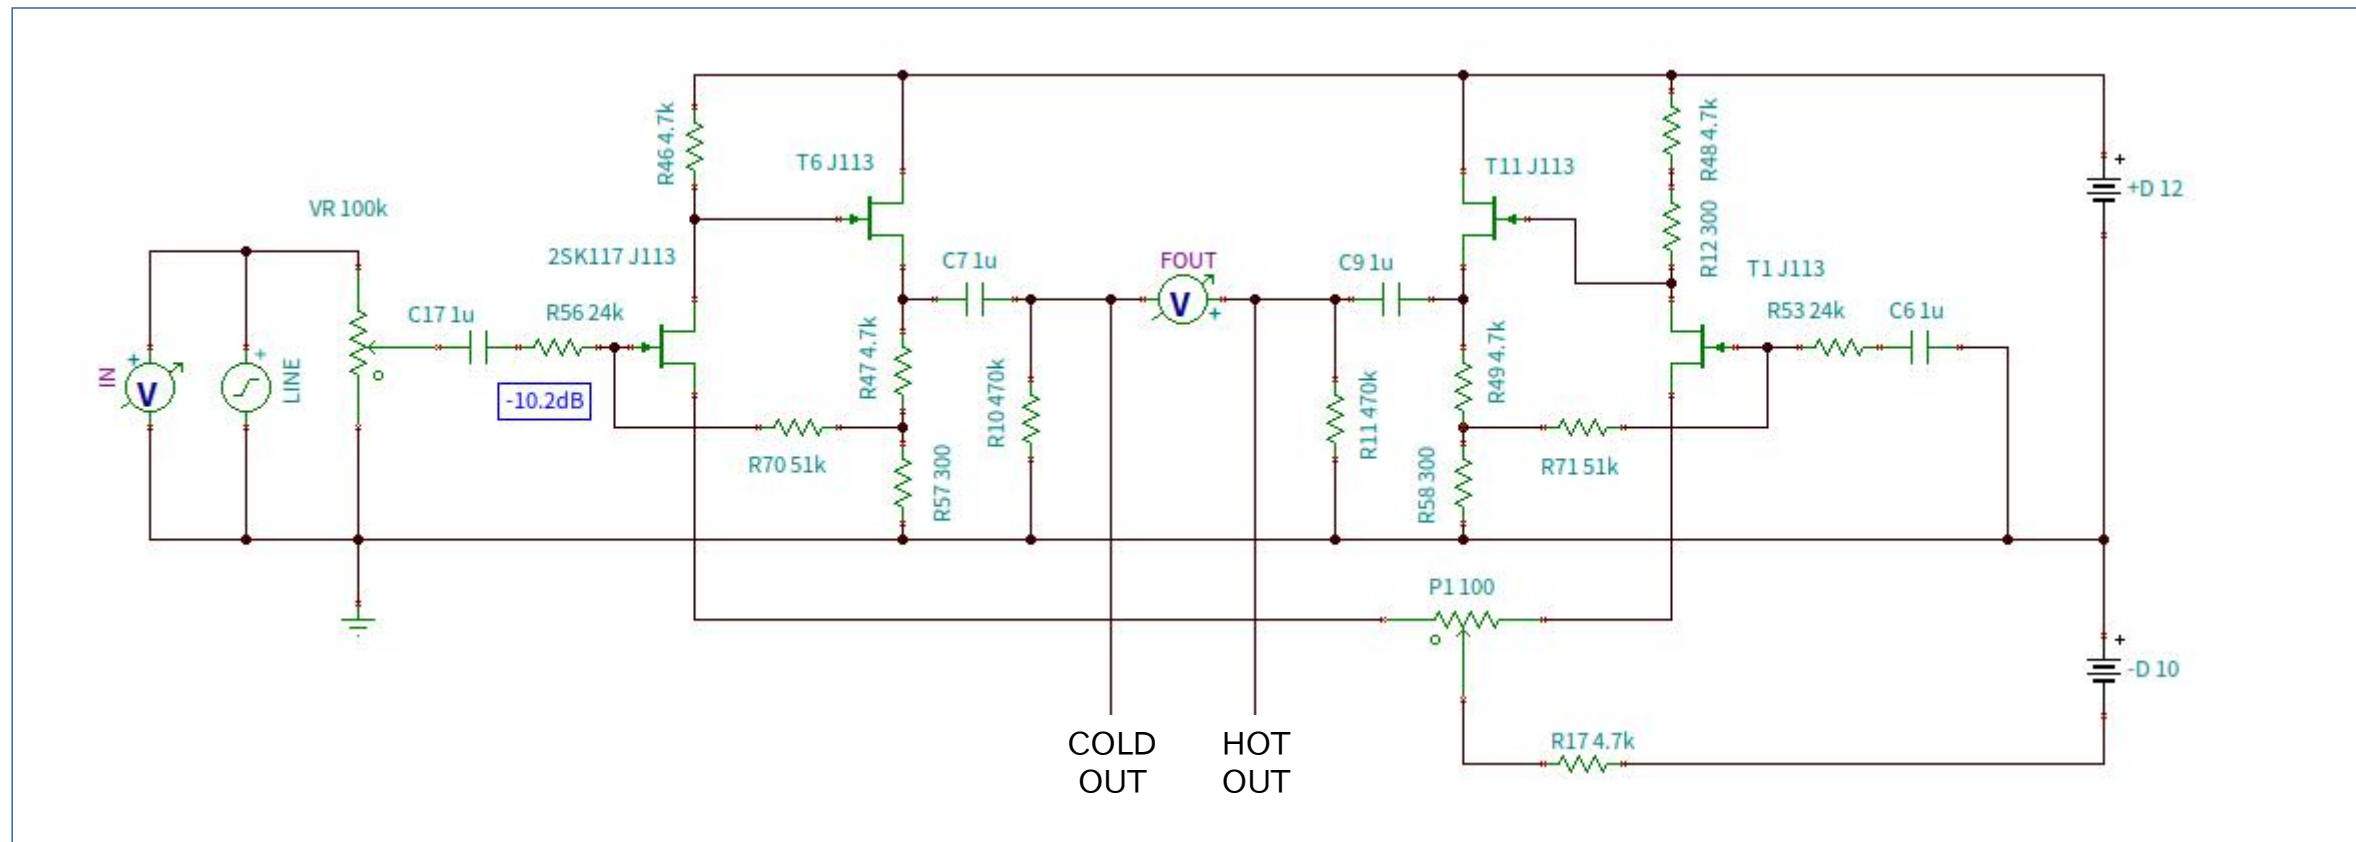 R46 4.7k
R48 4.7k
T6 J113
T11 J113
+D 12
VR 100k
R12 300
2SK117 J113
C7 1u
FOUT
V
+
C9 1u
T1 J113
C17 1u
R56 24k
R53 24k
C6 1u
IN
+
V
+
LINE
-10.2dB
R47 4.7k
R10 470k
R11 470k
R49 4.7k
R70 51k
R57 300
R58 300
R71 51k
P1 100
+
-D 10
+
COLD
OUT
HOT
OUT
R17 4.7k